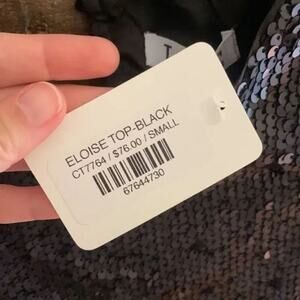 ELOISE TOP-BLACK
CT7764 / $76.00 / SMALL
67644730